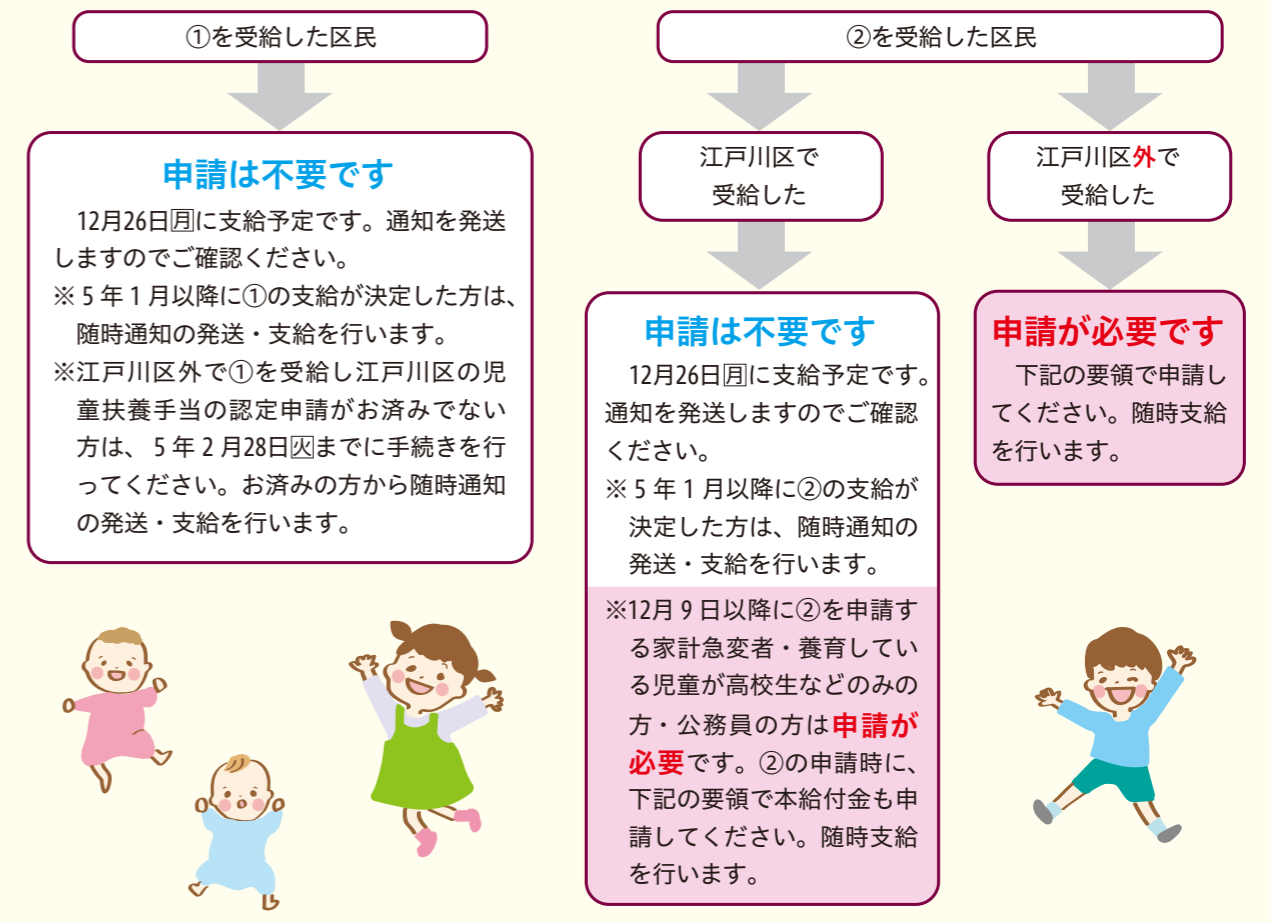 ①を受給した区民
申請は不要です
12月26日㊊に支給予定です。通知を発送
しますのでご確認ください。
※５年１月以降に①の支給が決定した方は、
随時通知の発送・支給を行います。
※江戸川区外で①を受給し江戸川区の児
童扶養手当の認定申請がお済みでない
方は、５年２月28日㊋までに手続きを行
ってください。お済みの方から随時通知
の発送・支給を行います。
②を受給した区民
江戸川区で
受給した
申請は不要です
12月26日㊊に支給予定です。
通知を発送しますのでご確認
ください。
※５年１月以降に②の支給が
決定した方は、随時通知の
発送・支給を行います。
※12月９日以降に②を申請す
る家計急変者・養育してい
る児童が高校生などのみの
方・公務員の方は申請が
必要です。②の申請時に、
下記の要領で本給付金も申
請してください。随時支給
を行います。
江戸川区外で
受給した
申請が必要です
下記の要領で申請し
てください。随時支給
を行います。